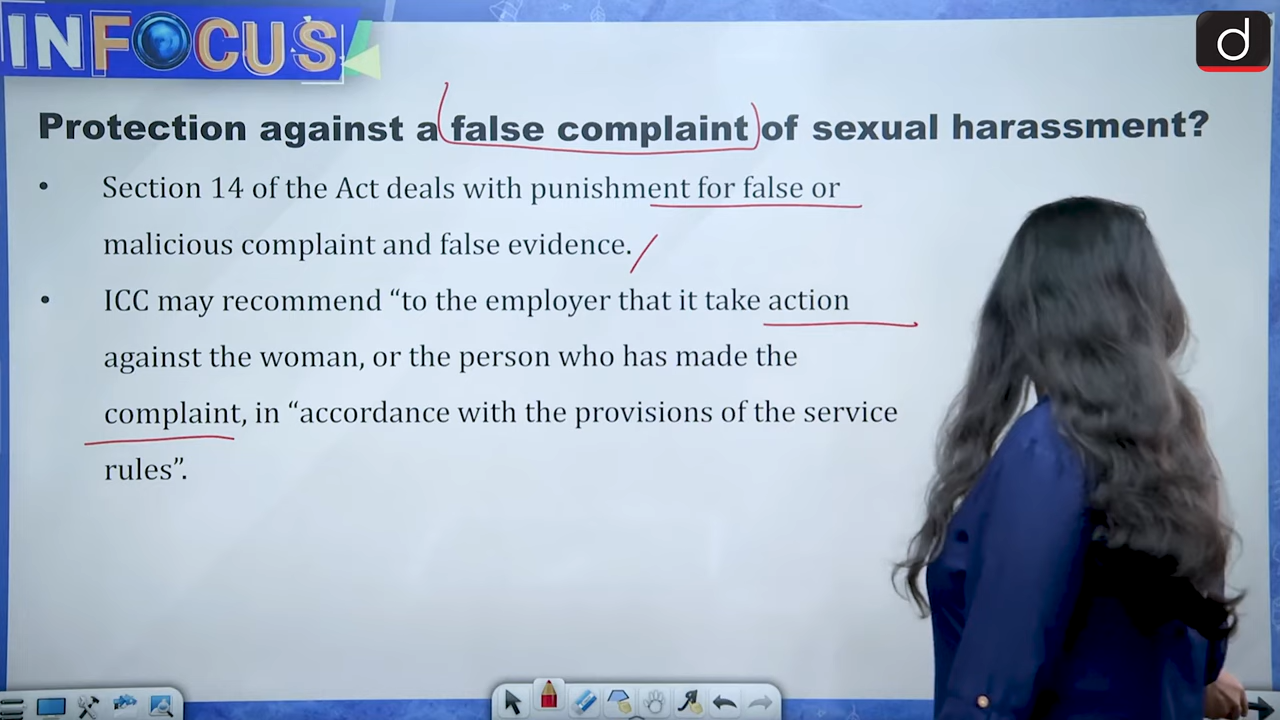 INFOCUS
d
Protection against a false complaint of sexual harassment?
• Section 14 of the Act deals with punishment for false or
malicious complaint and false evidence.
• ICC may recommend “to the employer that it take action
against the woman, or the person who has made the
complaint, in “accordance with the provisions of the service
rules”.